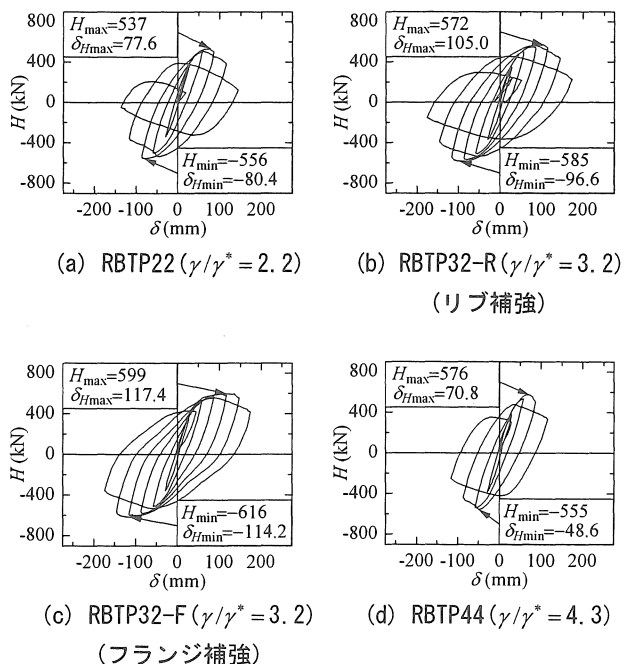 800
400
0
-400
-800
H (kN)
Hmax=537
δHmax=77.6
Hmin=−556
δHmin=−80.4
-200 -100 0 100 200
δ (mm)
(a) RBTP22(γ/γ*=2.2)
800
400
0
-400
-800
H (kN)
Hmax=572
δHmax=105.0
Hmin=−585
δHmin=−96.6
-200 -100 0 100 200
δ (mm)
(b) RBTP32-R(γ/γ*=3.2)
(リブ補強)
800
400
0
-400
-800
H (kN)
Hmax=599
δHmax=117.4
Hmin=−616
δHmin=−114.2
-200 -100 0 100 200
δ (mm)
(c) RBTP32-F(γ/γ*=3.2)
(フランジ補強)
800
400
0
-400
-800
H (kN)
Hmax=576
δHmax=70.8
Hmin=−555
δHmin=−48.6
-200 -100 0 100 200
δ (mm)
(d) RBTP44(γ/γ*=4.3)